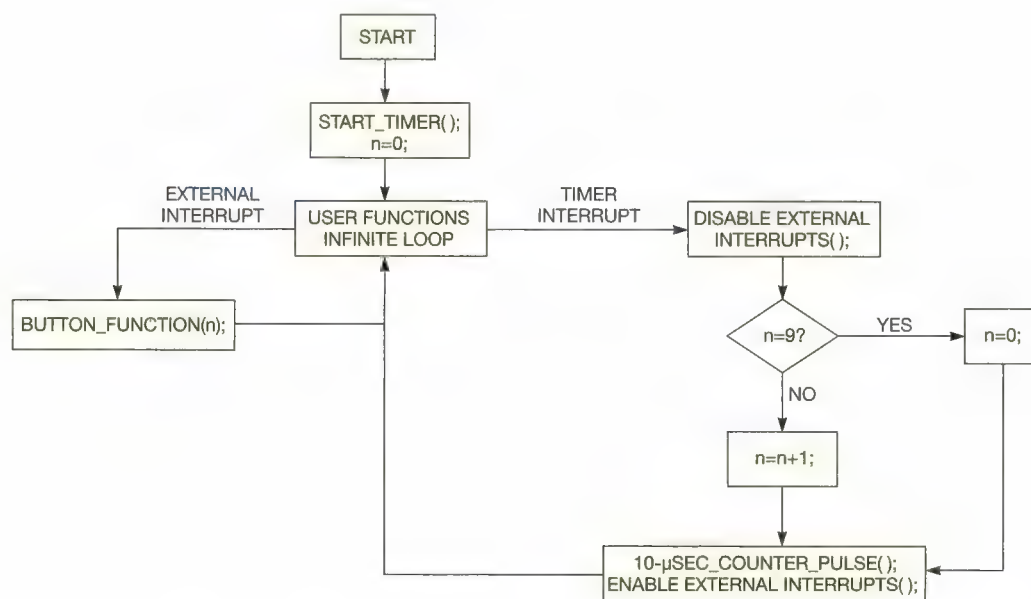 START
START_TIMER( );
n=0;
EXTERNAL
INTERRUPT
USER FUNCTIONS
INFINITE LOOP
TIMER
INTERRUPT
DISABLE EXTERNAL
INTERRUPTS( );
BUTTON_FUNCTION(n);
n=9?
YES
n=0;
NO
n=n+1;
10-µSEC_COUNTER_PULSE( );
ENABLE EXTERNAL INTERRUPTS( );